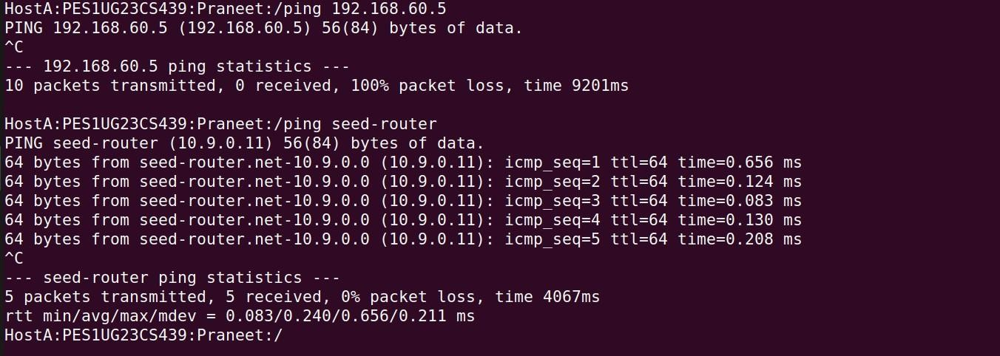 HostA:PES1UG23CS439:Praneet:/ping 192.168.60.5
PING 192.168.60.5 (192.168.60.5) 56(84) bytes of data.
^C
--- 192.168.60.5 ping statistics ---
10 packets transmitted, 0 received, 100% packet loss, time 9201ms

HostA:PES1UG23CS439:Praneet:/ping seed-router
PING seed-router (10.9.0.11) 56(84) bytes of data.
64 bytes from seed-router.net-10.9.0.0 (10.9.0.11): icmp_seq=1 ttl=64 time=0.656 ms
64 bytes from seed-router.net-10.9.0.0 (10.9.0.11): icmp_seq=2 ttl=64 time=0.124 ms
64 bytes from seed-router.net-10.9.0.0 (10.9.0.11): icmp_seq=3 ttl=64 time=0.083 ms
64 bytes from seed-router.net-10.9.0.0 (10.9.0.11): icmp_seq=4 ttl=64 time=0.130 ms
64 bytes from seed-router.net-10.9.0.0 (10.9.0.11): icmp_seq=5 ttl=64 time=0.208 ms
^C
--- seed-router ping statistics ---
5 packets transmitted, 5 received, 0% packet loss, time 4067ms
rtt min/avg/max/mdev = 0.083/0.240/0.656/0.211 ms
HostA:PES1UG23CS439:Praneet:/